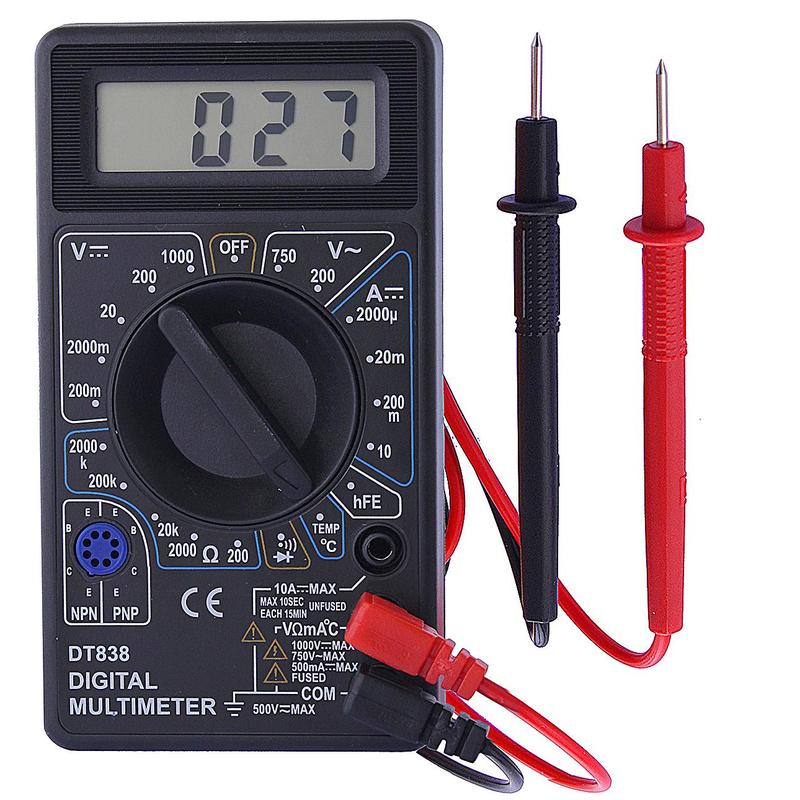 027
V⎓
1000
OFF
750
V~
200
200
A⎓
2000µ
20
20m
2000m
200m
200
m
10
2000
k
200k
hFE
20k
2000
Ω
200
TEMP
°C
E E
B B
C C
E E
NPN PNP
CE
10A⎓MAX
MAX 10SEC
EACH 15MIN
UNFUSED
VΩmA°C
1000V⎓MAX
750V~MAX
500mA⎓MAX
FUSED
COM
500V≂MAX
DT838
DIGITAL
MULTIMETER